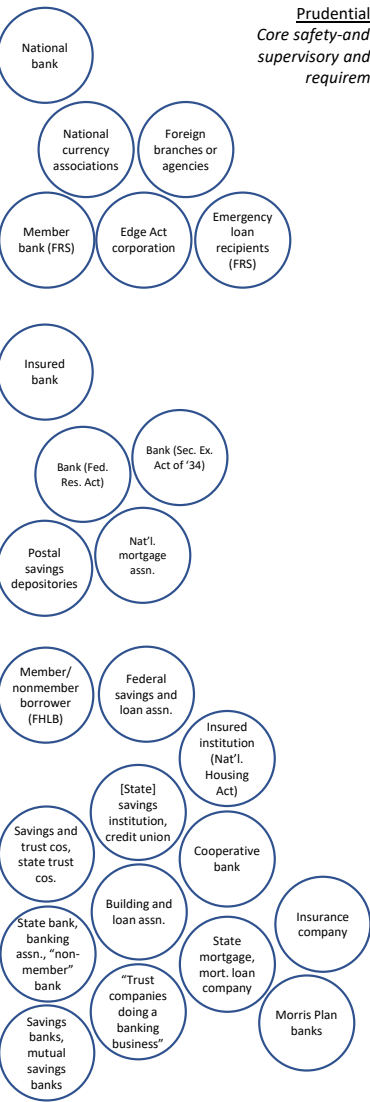 Prudential
Core safety-and
supervisory and
requirem
National
bank
National
currency
associations
Foreign
branches or
agencies
Member
bank (FRS)
Edge Act
corporation
Emergency
loan
recipients
(FRS)
Insured
bank
Bank (Fed.
Res. Act)
Bank (Sec. Ex.
Act of ‘34)
Postal
savings
depositories
Nat’l.
mortgage
assn.
Member/
nonmember
borrower
(FHLB)
Federal
savings and
loan assn.
Insured
institution
(Nat’l.
Housing
Act)
[State]
savings
institution,
credit union
Savings and
trust cos,
state trust
cos.
Cooperative
bank
Building and
loan assn.
Insurance
company
State bank,
banking
assn., “non-
member”
bank
State
mortgage,
mort. loan
company
“Trust
companies
doing a
banking
business”
Morris Plan
banks
Savings
banks,
mutual
savings
banks